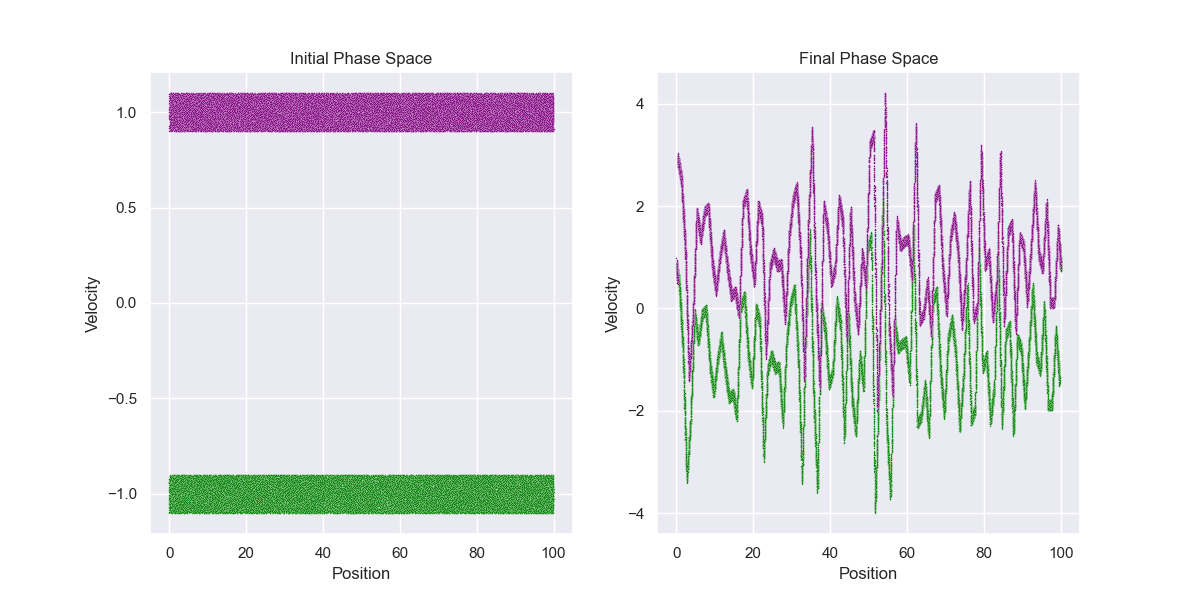 Initial Phase Space
Velocity
1.0
0.5
0.0
−0.5
−1.0
0 20 40 60 80 100
Position
Final Phase Space
Velocity
4
2
0
−2
−4
0 20 40 60 80 100
Position